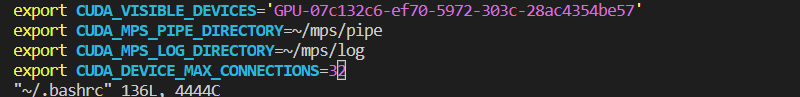 export CUDA_VISIBLE_DEVICES='GPU-07c132c6-ef70-5972-303c-28ac4354be57'
export CUDA_MPS_PIPE_DIRECTORY=~/mps/pipe
export CUDA_MPS_LOG_DIRECTORY=~/mps/log
export CUDA_DEVICE_MAX_CONNECTIONS=32
"~/.bashrc" 136L, 4444C